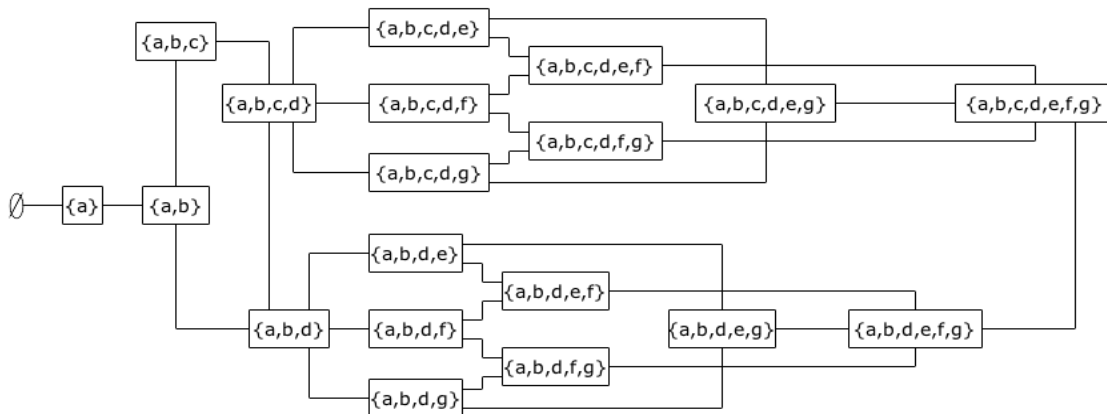 {a,b,c,d,e}
{a,b,c}
{a,b,c,d,e,f}
{a,b,c,d}
{a,b,c,d,f}
{a,b,c,d,e,g}
{a,b,c,d,e,f,g}
{a,b,c,d,f,g}
{a,b,c,d,g}
∅
{a}
{a,b}
{a,b,d,e}
{a,b,d,e,f}
{a,b,d}
{a,b,d,f}
{a,b,d,e,g}
{a,b,d,e,f,g}
{a,b,d,f,g}
{a,b,d,g}